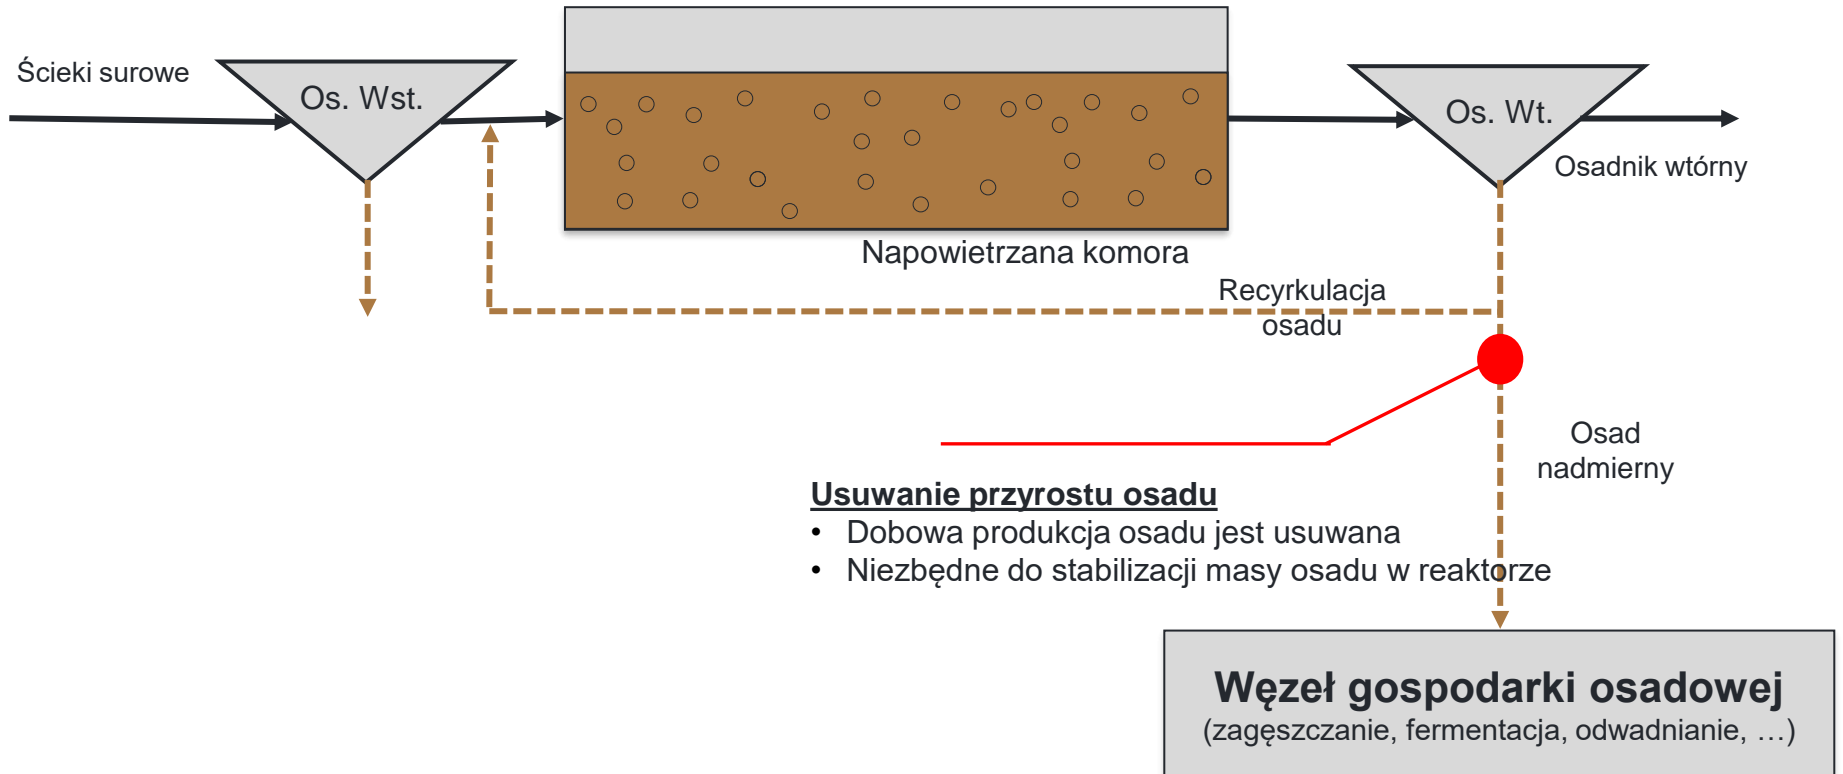 Ścieki surowe
Os. Wst.
Os. Wt.
Osadnik wtórny
Napowietrzana komora
Recyrkulacja
osadu
Osad
nadmierny
Usuwanie przyrostu osadu
• Dobowa produkcja osadu jest usuwana
• Niezbędne do stabilizacji masy osadu w reaktorze
Węzeł gospodarki osadowej
(zagęszczanie, fermentacja, odwadnianie, …)